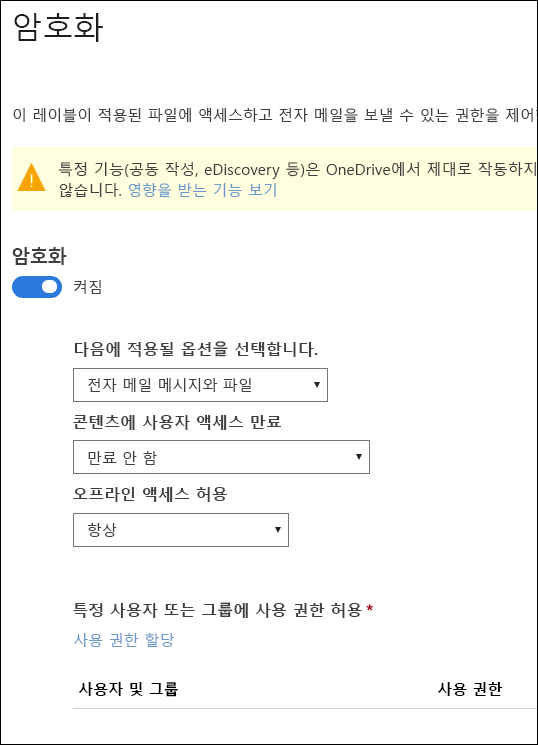 암호화
이 레이블이 적용된 파일에 액세스하고 전자 메일을 보낼 수 있는 권한을 제어
특정 기능(공동 작성, eDiscovery 등)은 OneDrive에서 제대로 작동하지
않습니다. 영향을 받는 기능 보기
암호화
켜짐
다음에 적용될 옵션을 선택합니다.
전자 메일 메시지와 파일
콘텐츠에 사용자 액세스 만료
만료 안 함
오프라인 액세스 허용
항상
특정 사용자 또는 그룹에 사용 권한 허용 *
사용 권한 할당
사용자 및 그룹 사용 권한